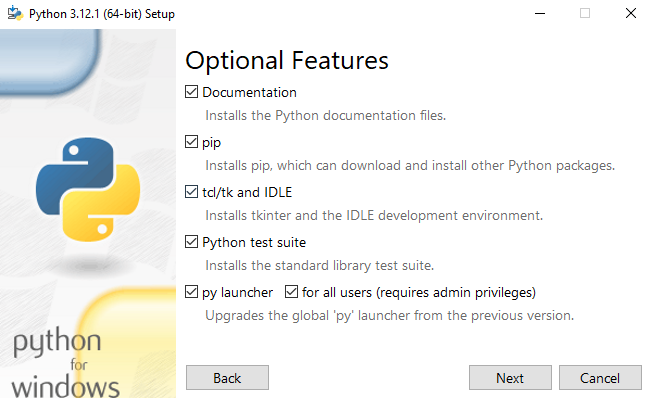 Python 3.12.1 (64-bit) Setup
Optional Features
Documentation
Installs the Python documentation files.
pip
Installs pip, which can download and install other Python packages.
tcl/tk and IDLE
Installs tkinter and the IDLE development environment.
Python test suite
Installs the standard library test suite.
py launcher for all users (requires admin privileges)
Upgrades the global 'py' launcher from the previous version.
python
for
windows
Back Next Cancel